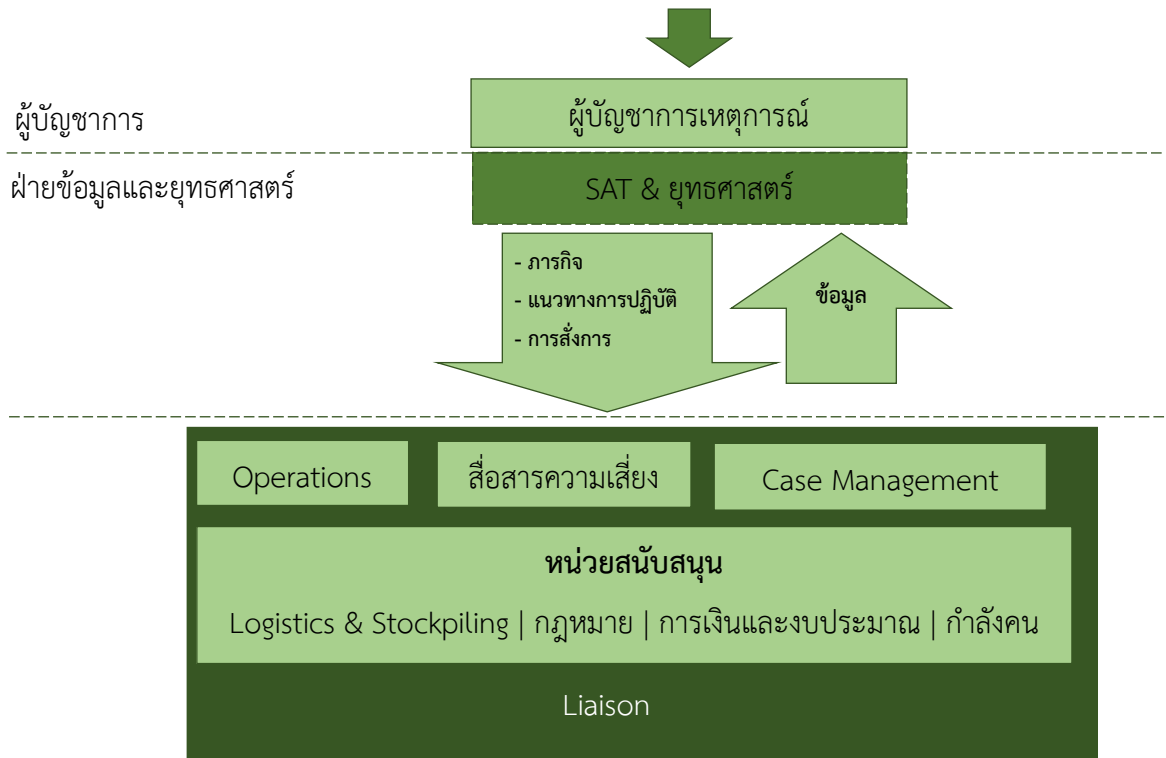 ผู้บัญชาการ
ผู้บัญชาการเหตุการณ์
ฝ่ายข้อมูลและยุทธศาสตร์
SAT & ยุทธศาสตร์
- ภารกิจ
- แนวทางการปฏิบัติ
- การสั่งการ
ข้อมูล
Operations
สื่อสารความเสี่ยง
Case Management
หน่วยสนับสนุน
Logistics & Stockpiling | กฎหมาย | การเงินและงบประมาณ | กำลังคน
Liaison